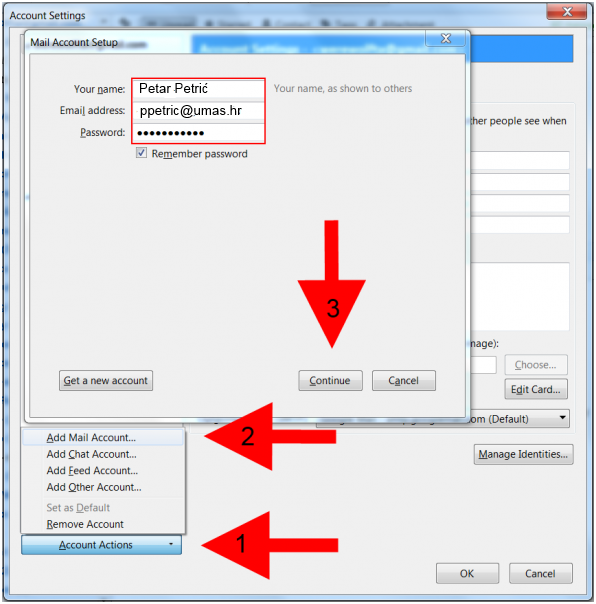 Account Settings
Mail Account Setup
Your name: Petar Petrić Your name, as shown to others
Email address: ppetric@umas.hr
Password: •••••••••••
Remember password
her people see when
3
mage):
Choose...
Get a new account Continue Cancel
Edit Card...
om (Default)
Add Mail Account... 2
Add Chat Account...
Manage Identities...
Add Feed Account...
Add Other Account...
Set as Default
Remove Account
Account Actions 1
OK Cancel